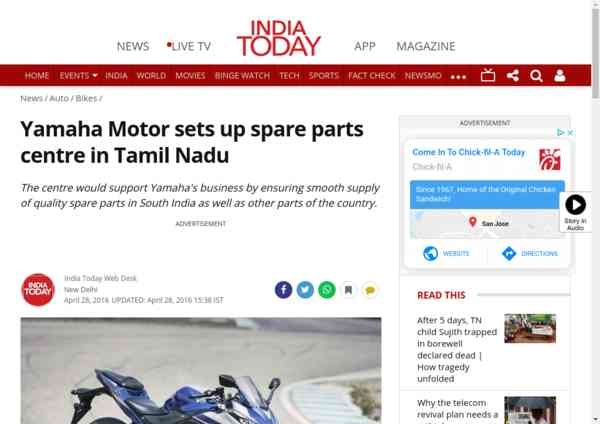 NEWS
LIVE TV
INDIA
TODAY
APP
MAGAZINE
HOME EVENTS INDIA WORLD MOVIES BINGE WATCH TECH SPORTS FACT CHECK NEWSMO
News / Auto / Bikes /
Yamaha Motor sets up spare parts
centre in Tamil Nadu
The centre would support Yamaha's business by ensuring smooth supply
of quality spare parts in South India as well as other parts of the country.
ADVERTISEMENT
INDIA
TODAY
India Today Web Desk
New Delhi
April 28, 2016 UPDATED: April 28, 2016 15:38 IST
ADVERTISEMENT
Come In To Chick-fil-A Today
Chick-fil-A
Since 1967, Home of the Original Chicken
Sandwich!
San Jose
WEBSITE
DIRECTIONS
Story in
Audio
READ THIS
After 5 days, TN
child Sujith trapped
in borewell
declared dead |
How tragedy
unfolded
Why the telecom
revival plan needs a